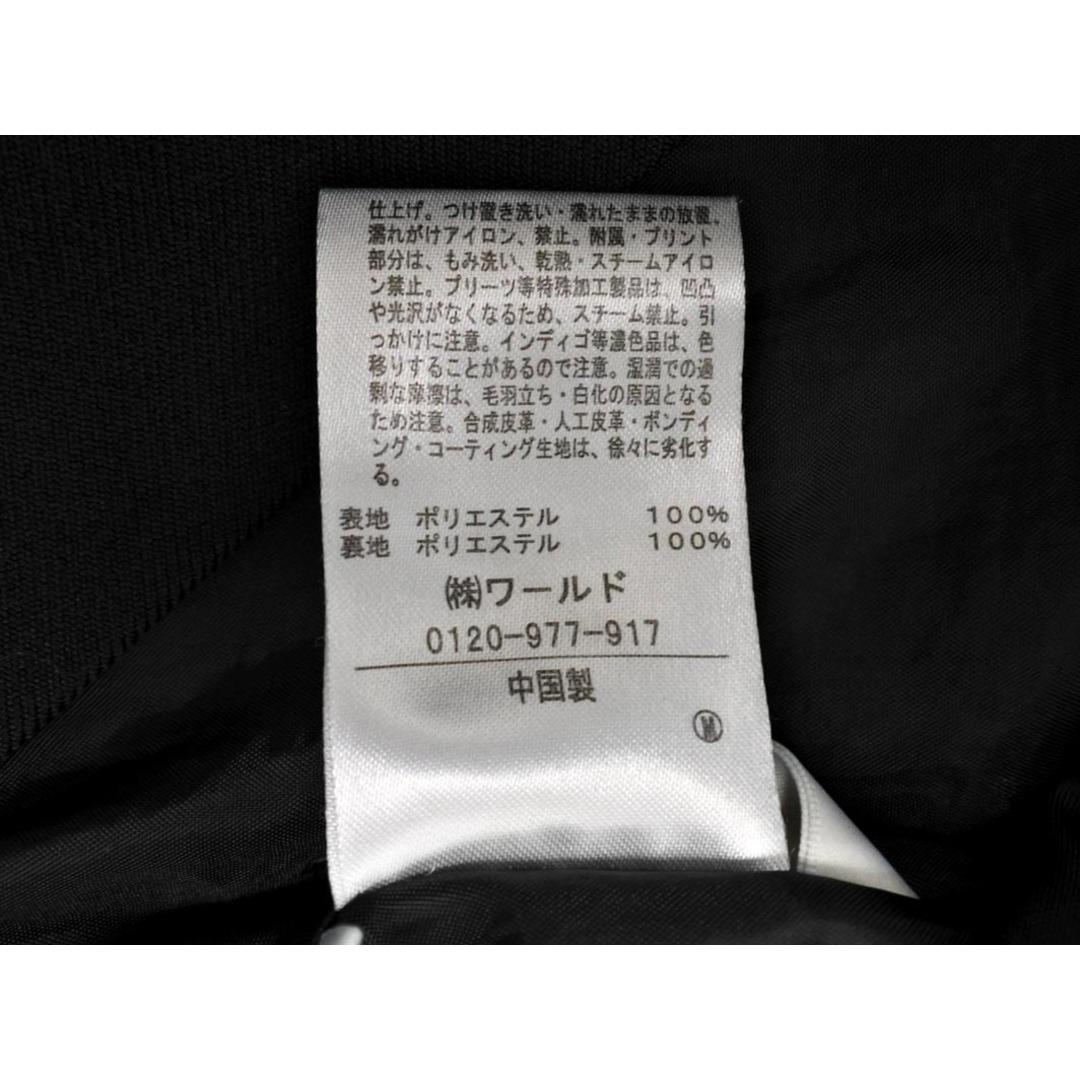 仕上げ。つけ置き洗い・濡れたままの放置、
濡れがけアイロン、禁止。附属・プリント
部分は、もみ洗い、乾熱・スチームアイロ
ン禁止。プリーツ等特殊加工製品は、凹凸
や光沢がなくなるため、スチーム禁止。引
っかけに注意。インディゴ等濃色品は、色
移りすることがあるので注意。湿潤での過
剰な摩擦は、毛羽立ち・白化の原因となる
ため注意。合成皮革・人工皮革・ボンディ
ング・コーティング生地は、徐々に劣化す
る。
表地 ポリエステル 100%
裏地 ポリエステル 100%
㈱ワールド
0120-977-917
中国製
Ⓜ